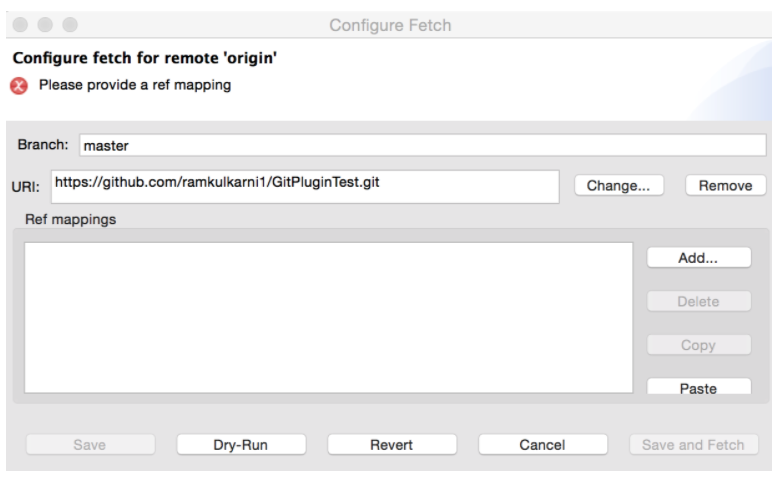 Configure Fetch
Configure fetch for remote 'origin'
Please provide a ref mapping
Branch: master
URI: https://github.com/ramkulkarni1/GitPluginTest.git Change... Remove
Ref mappings
Add...
Delete
Copy
Paste
Save Dry-Run Revert Cancel Save and Fetch